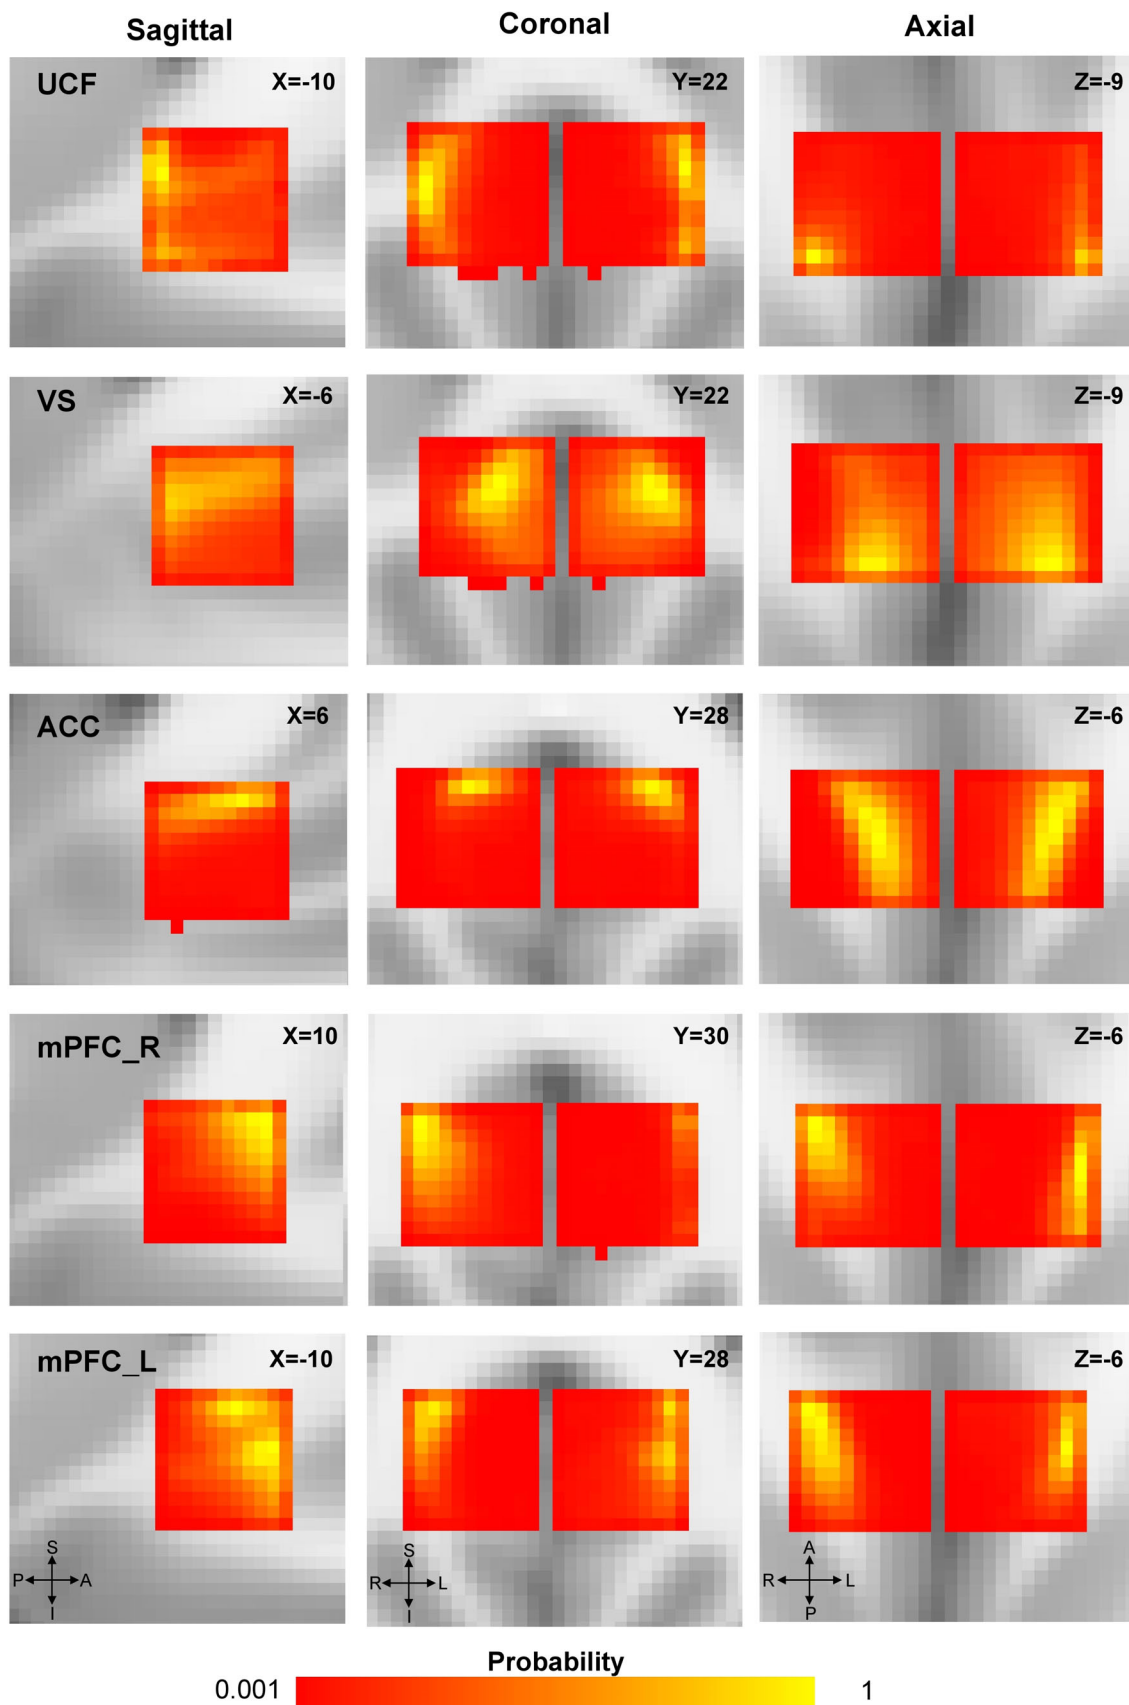 Sagittal Coronal Axial
UCF X=-10 Y=22 Z=-9
VS X=-6 Y=22 Z=-9
ACC X=6 Y=28 Z=-6
mPFC_R X=10 Y=30 Z=-6
mPFC_L X=-10 Y=28 Z=-6
S S A
P A R L R L
I I P
Probability
0.001 1